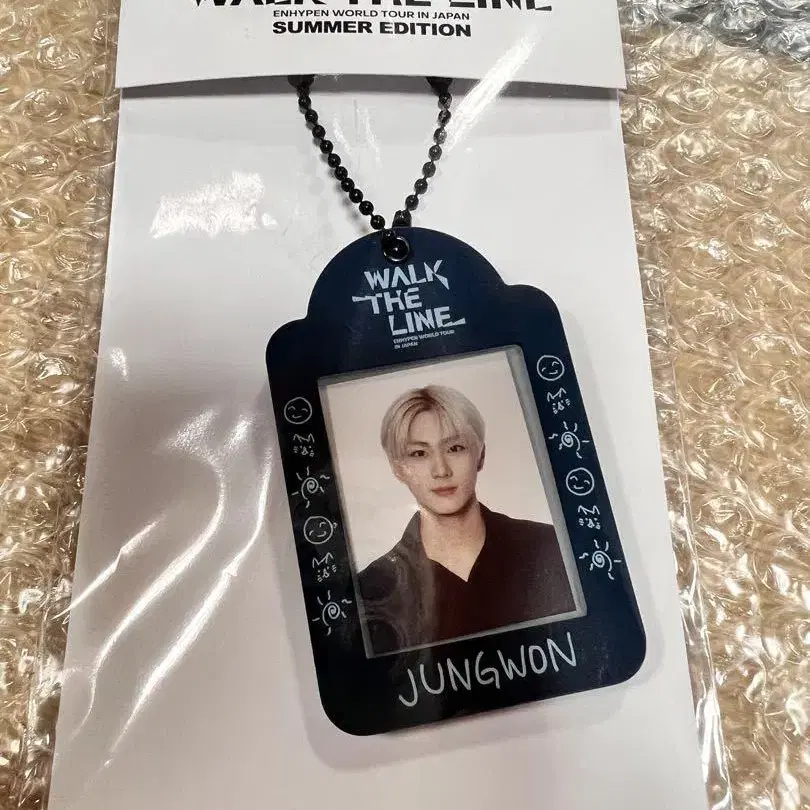 WALK THE LINE
ENHYPEN WORLD TOUR IN JAPAN
SUMMER EDITION
WALK
THE
LINE
ENHYPEN WORLD TOUR
IN JAPAN
JUNGWON